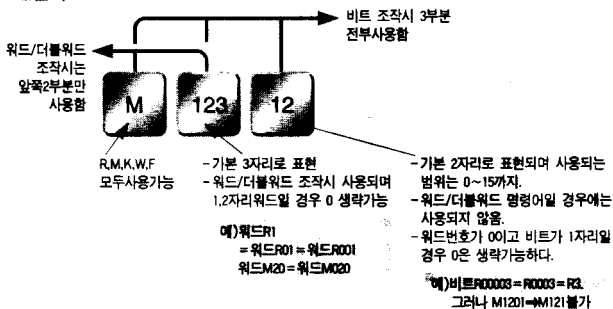 비트 조작시 3부분
전부사용함
워드/더블워드
조작시는
앞쪽2부분만
사용함
M
123
12
R,M,K,W,F
모두사용가능
-기본 3자리로 표현
-워드/더블워드 조작시 사용되며
1,2자리워드일 경우 0 생략가능
예)워드R1
=워드R01=워드R001
워드M20=워드M020
-기본 2자리로 표현되며 사용되는
범위는 0~15까지.
-워드/더블워드 명령어일 경우에는
사용되지 않음.
-워드번호가 0이고 비트가 1자리일
경우 0은 생략가능하다.
예)비트R00003=R0003=R3.
그러나 M1201⇒M121불가